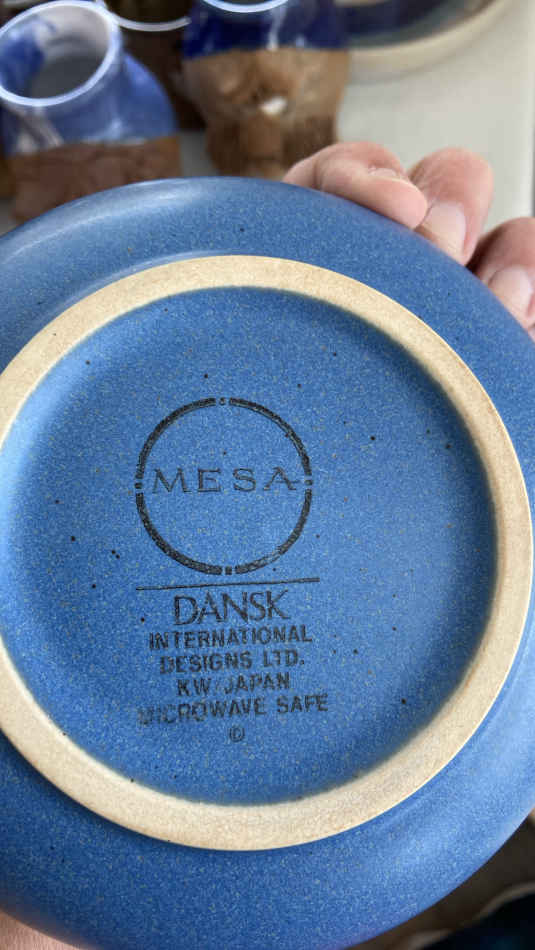 MESA
DANSK
INTERNATIONAL
DESIGNS LTD.
KW JAPAN
MICROWAVE SAFE
©